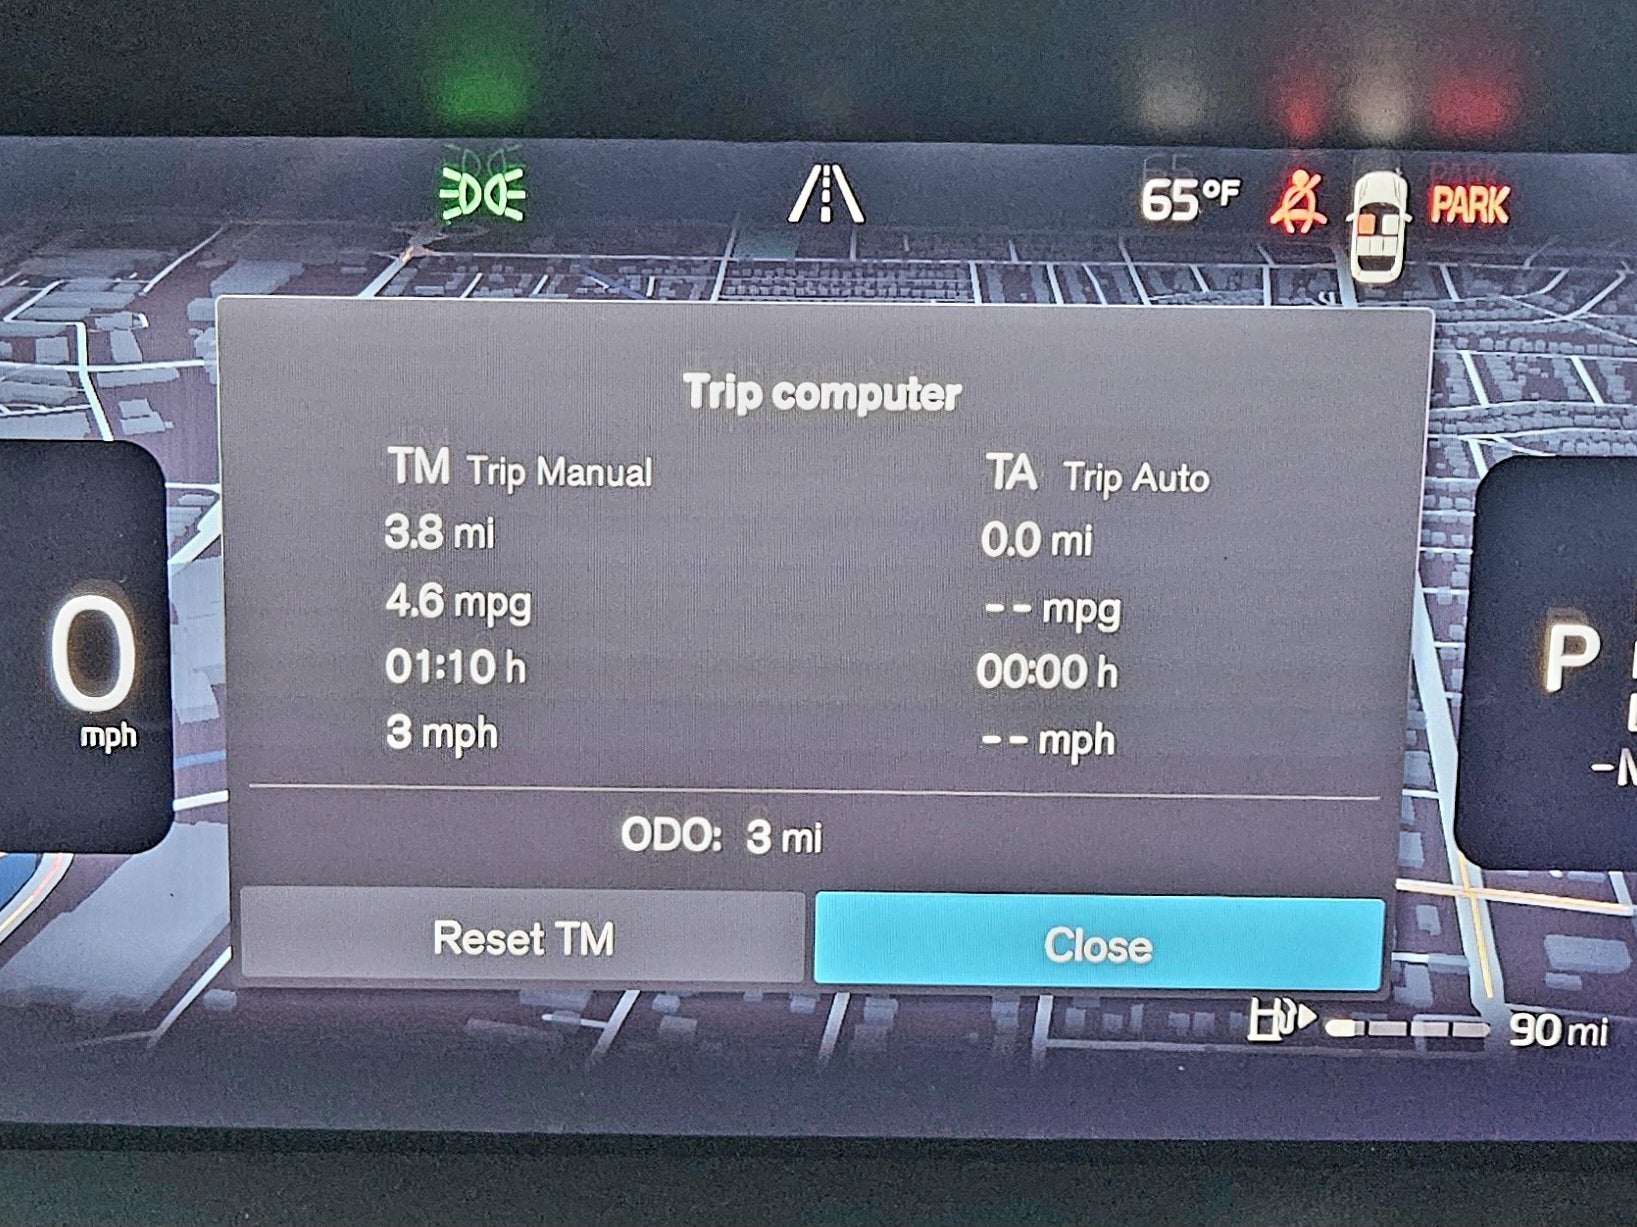 65°F
PARK
Trip computer
TM Trip Manual
3.8 mi
4.6 mpg
01:10 h
3 mph
TA Trip Auto
0.0 mi
-- mpg
00:00 h
-- mph
ODO: 3 mi
Reset TM
Close
0
mph
P
90 mi